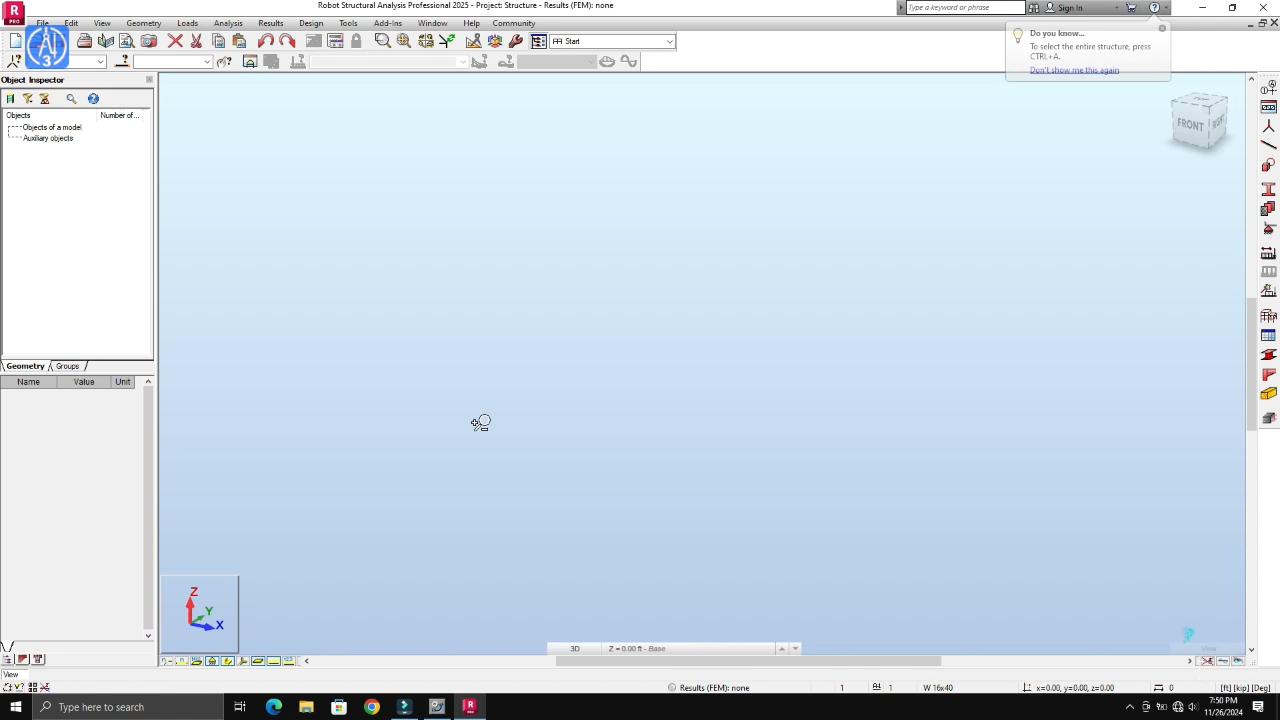 Robot Structural Analysis Professional 2025 - Project: Structure - Results (FEM): none
Type a keyword or phrase
Sign In
PRO
File Edit View Geometry Loads Analysis Results Design Tools Add-Ins Window Help Community
Start
Do you know...
To select the entire structure, press
CTRL+A.
Don't show me this again
Object Inspector
Objects Number of...
Objects of a model
Auxiliary objects
FRONT
Geometry Groups
Name Value Unit
Z
Y
X
3D Z = 0.00 ft - Base
View
View
Results (FEM): none 1 1 W 16x40 x=0.00, y=0.00, z=0.00 0 [ft] [kip] [Deg]
Type here to search
7:50 PM
11/26/2024